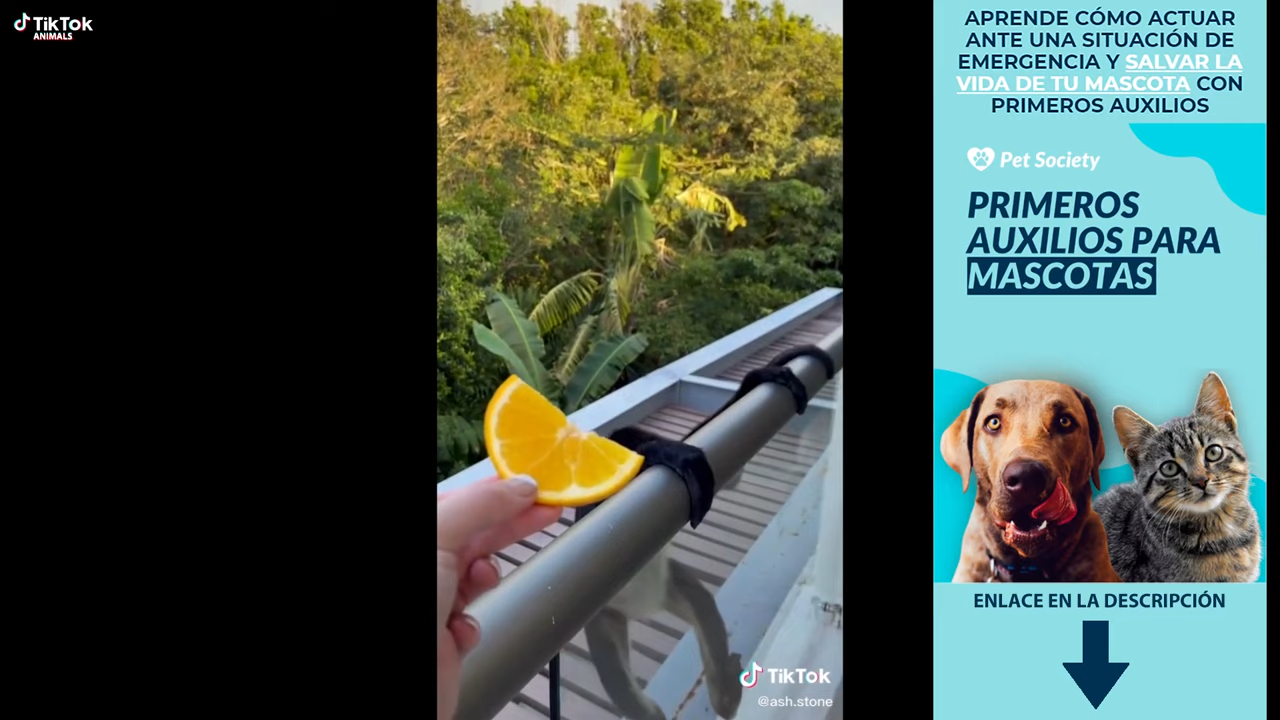 TikTok
ANIMALS
TikTok
@ash.stone
APRENDE CÓMO ACTUAR
ANTE UNA SITUACIÓN DE
EMERGENCIA Y SALVAR LA
VIDA DE TU MASCOTA CON
PRIMEROS AUXILIOS
Pet Society
PRIMEROS
AUXILIOS PARA
MASCOTAS
ENLACE EN LA DESCRIPCIÓN